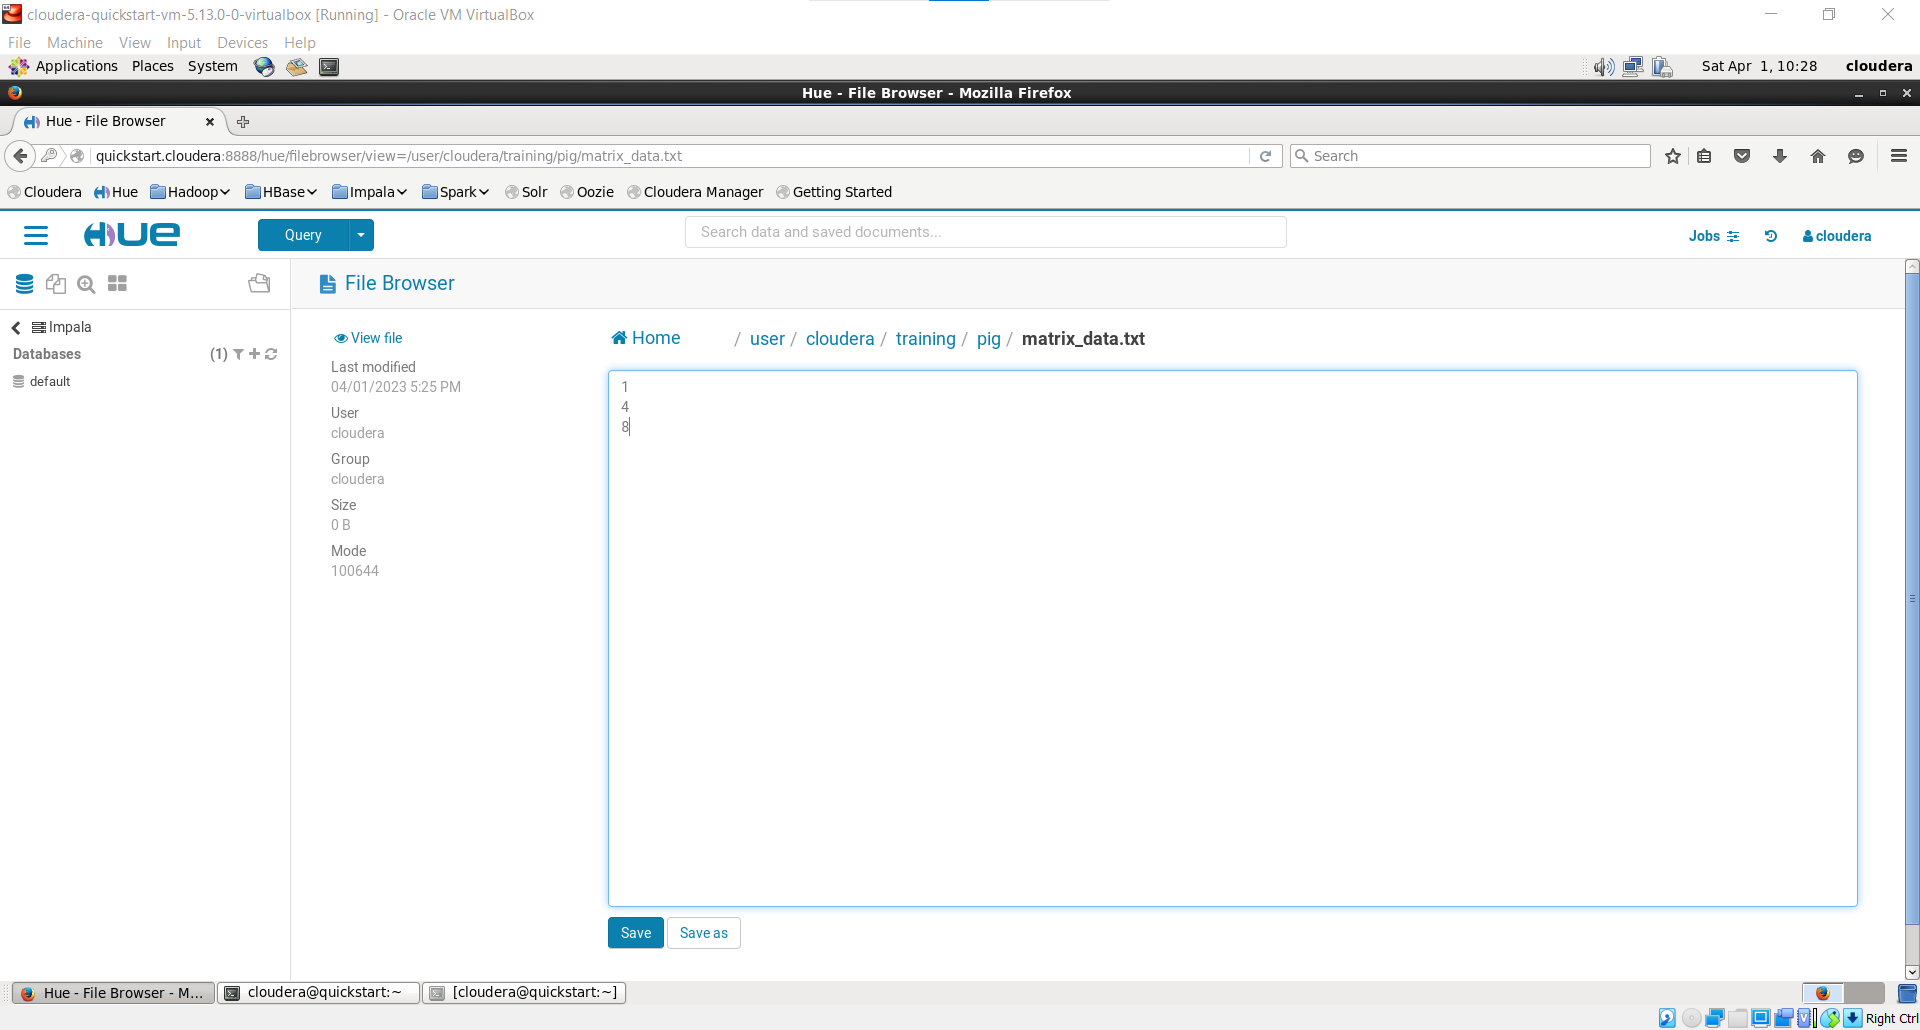 cloudera-quickstart-vm-5.13.0-0-virtualbox [Running] - Oracle VM VirtualBox
File Machine View Input Devices Help
Applications Places System Sat Apr 1, 10:28 cloudera
Hue - File Browser - Mozilla Firefox
Hue - File Browser
quickstart.cloudera:8888/hue/filebrowser/view=/user/cloudera/training/pig/matrix_data.txt Search
Cloudera Hue Hadoop HBase Impala Spark Solr Oozie Cloudera Manager Getting Started
HUE Query Search data and saved documents... Jobs cloudera
File Browser
Impala
Databases (1)
default
View file
Last modified
04/01/2023 5:25 PM
User
cloudera
Group
cloudera
Size
0 B
Mode
100644
Home / user / cloudera / training / pig / matrix_data.txt
1
4
8
Save Save as
Hue - File Browser - M... cloudera@quickstart:~ [cloudera@quickstart:~]
Right Ctrl